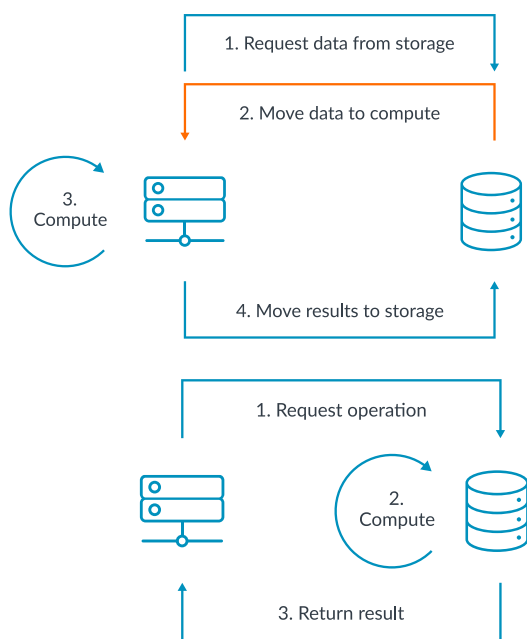 1. Request data from storage
2. Move data to compute
3.
Compute
4. Move results to storage
1. Request operation
2.
Compute
3. Return result